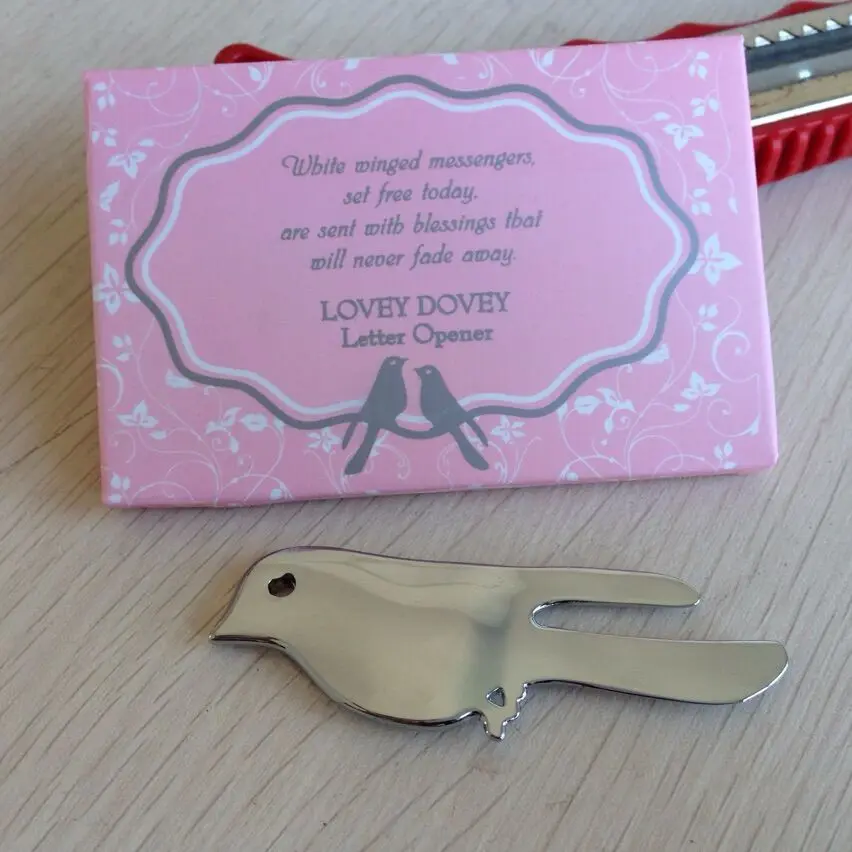 White winged messengers,
set free today,
are sent with blessings that
will never fade away.
LOVEY DOVEY
Letter Opener